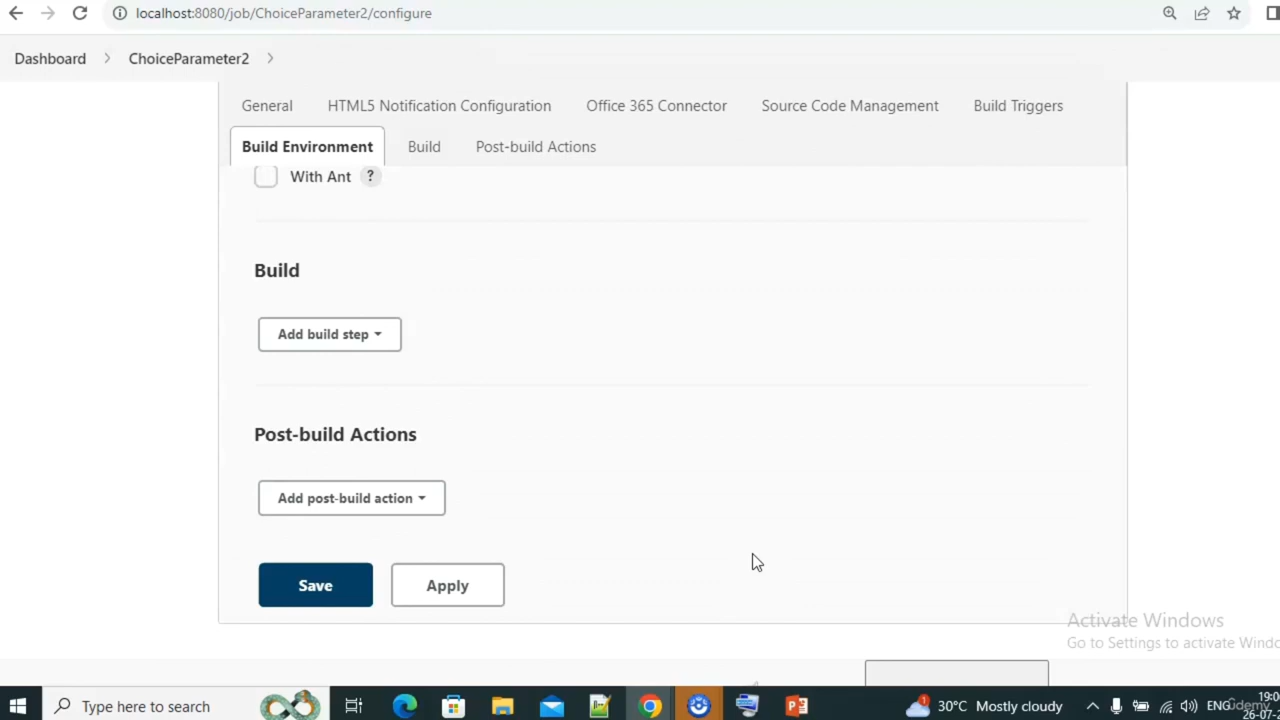 localhost:8080/job/ChoiceParameter2/configure
Dashboard ChoiceParameter2
General HTML5 Notification Configuration Office 365 Connector Source Code Management Build Triggers
Build Environment Build Post-build Actions
With Ant ?
Build
Add build step
Post-build Actions
Add post-build action
Save Apply
Activate Windows
Go to Settings to activate
Type here to search
30°C Mostly cloudy
ENG